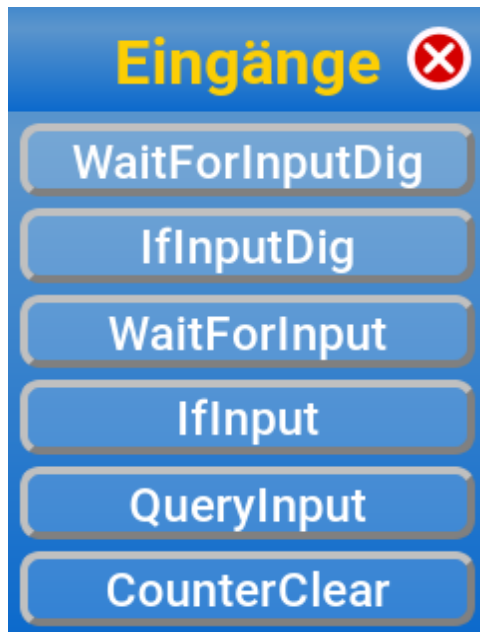 Eingänge
WaitForInputDig
IfInputDig
WaitForInput
IfInput
QueryInput
CounterClear